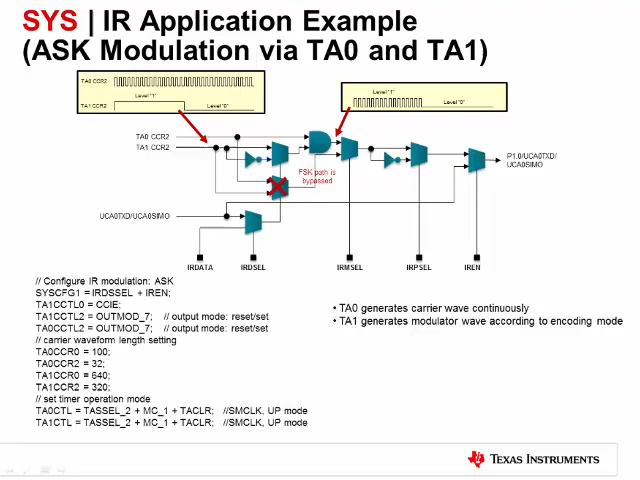 SYS | IR Application Example
(ASK Modulation via TA0 and TA1)
TA0 CCR2
TA1 CCR2
Level "1"
Level "0"
Level "1"
Level "0"
TA0 CCR2
TA1 CCR2
FSK path is
bypassed
P1.0/UCA0TXD/
UCA0SIMO
UCA0TXD/UCA0SIMO
IRDATA
IRDSEL
IRMSEL
IRPSEL
IREN
// Configure IR modulation: ASK
SYSCFG1 = IRDSSEL + IREN;
TA1CCTL0 = CCIE;
TA1CCTL2 = OUTMOD_7; // output mode: reset/set
TA0CCTL2 = OUTMOD_7; // output mode: reset/set
// carrier waveform length setting
TA0CCR0 = 100;
TA0CCR2 = 32;
TA1CCR0 = 640;
TA1CCR2 = 320;
// set timer operation mode
TA0CTL = TASSEL_2 + MC_1 + TACLR; //SMCLK, UP mode
TA1CTL = TASSEL_2 + MC_1 + TACLR; //SMCLK, UP mode
• TA0 generates carrier wave continuously
• TA1 generates modulator wave according to encoding mode
TEXAS INSTRUMENTS